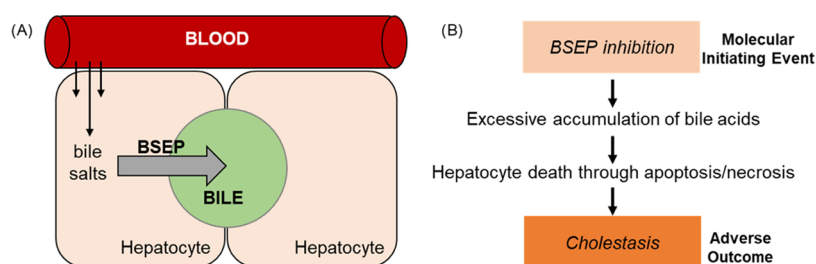 (A)
BLOOD
bile
salts
BSEP
BILE
Hepatocyte
Hepatocyte
(B)
BSEP inhibition
Molecular
Initiating Event
Excessive accumulation of bile acids
Hepatocyte death through apoptosis/necrosis
Cholestasis
Adverse
Outcome